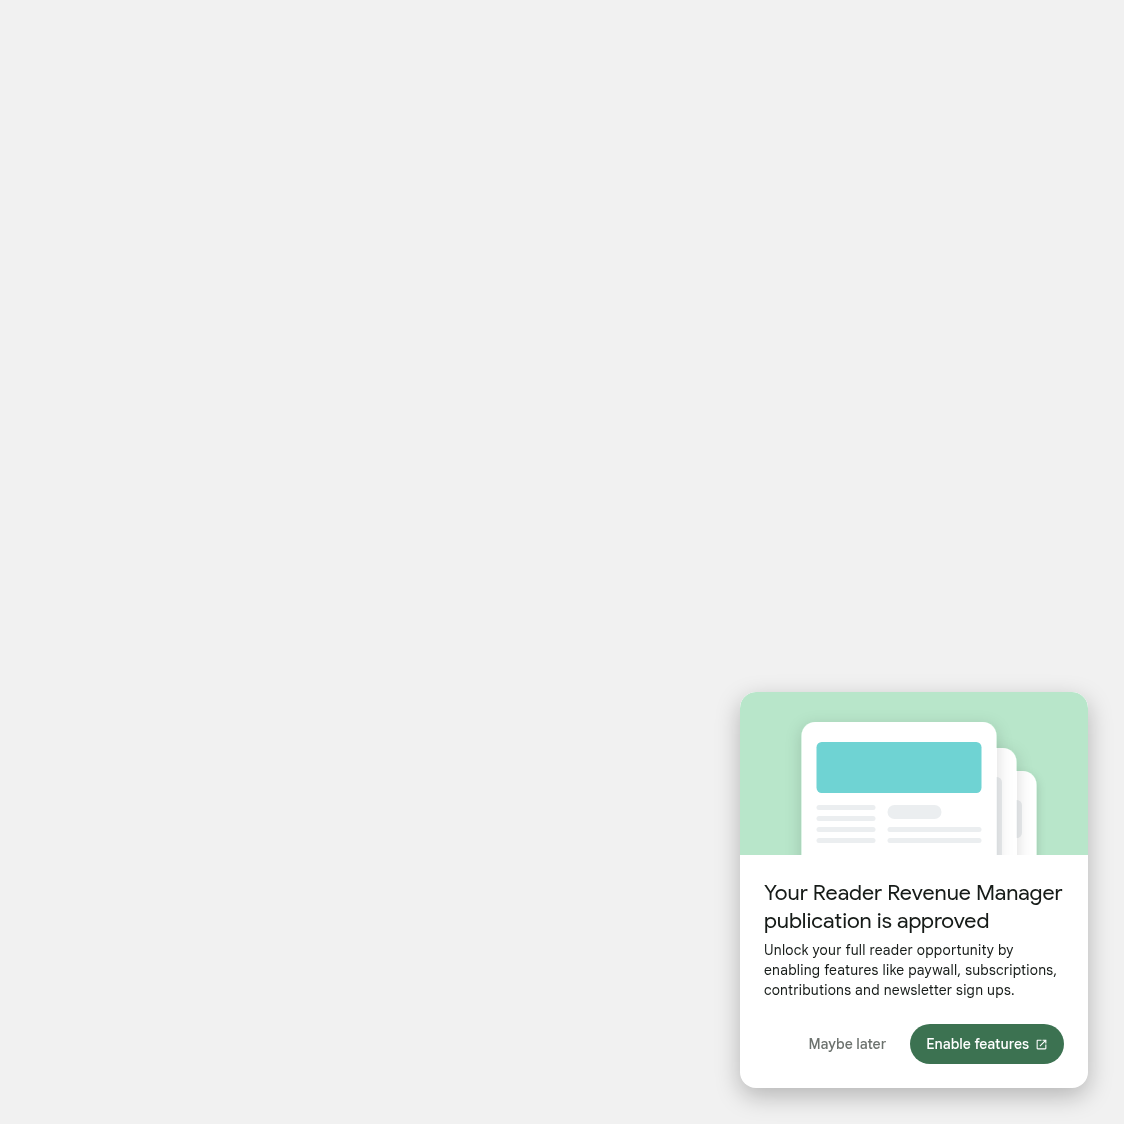 Your Reader Revenue Manager
publication is approved
Unlock your full reader opportunity by
enabling features like paywall, subscriptions,
contributions and newsletter sign ups.
Maybe later
Enable features